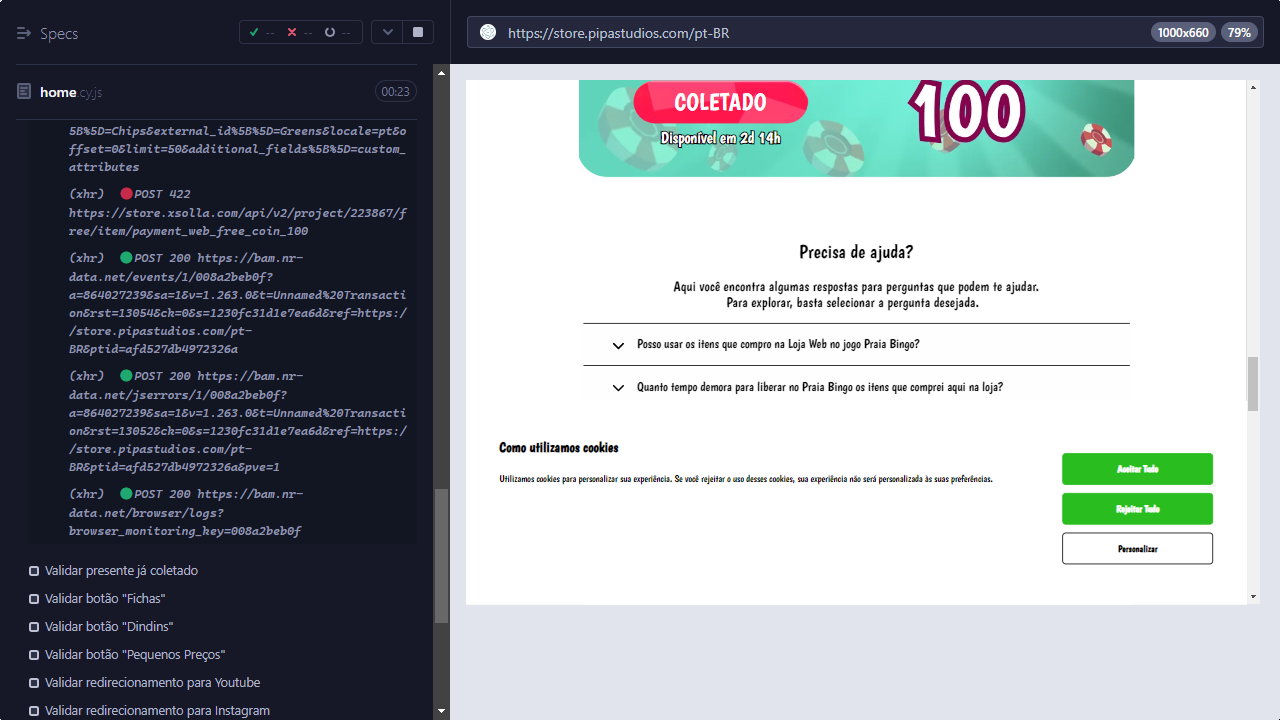 Specs
-- -- --
home.cy.js
00:23
5B%5D=Chips&external_id%5B%5D=Greens&locale=pt&o
ffset=0&limit=50&additional_fields%5B%5D=custom_
attributes
(xhr) POST 422
https://store.xsolla.com/api/v2/project/223867/f
ree/item/payment_web_free_coin_100
(xhr) POST 200 https://bam.nr-
data.net/events/1/008a2beb0f?
a=864027239&sa=1&v=1.263.0&t=Unnamed%20Transacti
on&rst=13054&ck=0&s=1230fc31d1e7ea6d&ref=https:/
/store.pipastudios.com/pt-
BR&ptid=afd527db4972326a
(xhr) POST 200 https://bam.nr-
data.net/jserrors/1/008a2beb0f?
a=864027239&sa=1&v=1.263.0&t=Unnamed%20Transacti
on&rst=13052&ck=0&s=1230fc31d1e7ea6d&ref=https:/
/store.pipastudios.com/pt-
BR&ptid=afd527db4972326a&pve=1
(xhr) POST 200 https://bam.nr-
data.net/browser/logs?
browser_monitoring_key=008a2beb0f
Validar presente já coletado
Validar botão "Fichas"
Validar botão "Dindins"
Validar botão "Pequenos Preços"
Validar redirecionamento para Youtube
Validar redirecionamento para Instagram
https://store.pipastudios.com/pt-BR
1000x660
79%
COLETADO
Disponível em 2d 14h
100
Precisa de ajuda?
Aqui você encontra algumas respostas para perguntas que podem te ajudar.
Para explorar, basta selecionar a pergunta desejada.
Posso usar os itens que compro na Loja Web no jogo Praia Bingo?
Quanto tempo demora para liberar no Praia Bingo os itens que comprei aqui na loja?
Como utilizamos cookies
Utilizamos cookies para personalizar sua experiência. Se você rejeitar o uso desses cookies, sua experiência não será personalizada às suas preferências.
Aceitar Tudo
Rejeitar Tudo
Personalizar